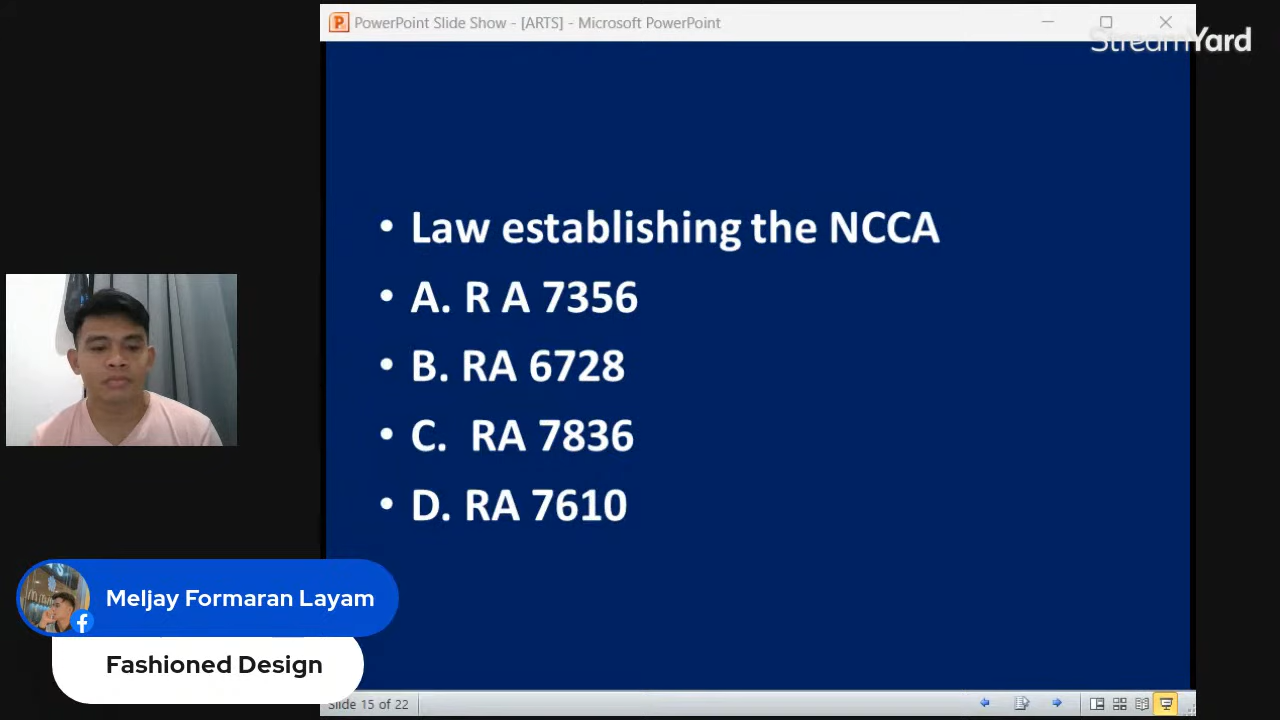 PowerPoint Slide Show - [ARTS] - Microsoft PowerPoint
StreamYard
• Law establishing the NCCA
• A. R A 7356
• B. RA 6728
• C. RA 7836
• D. RA 7610
Meljay Formaran Layam
Fashioned Design
Slide 15 of 22